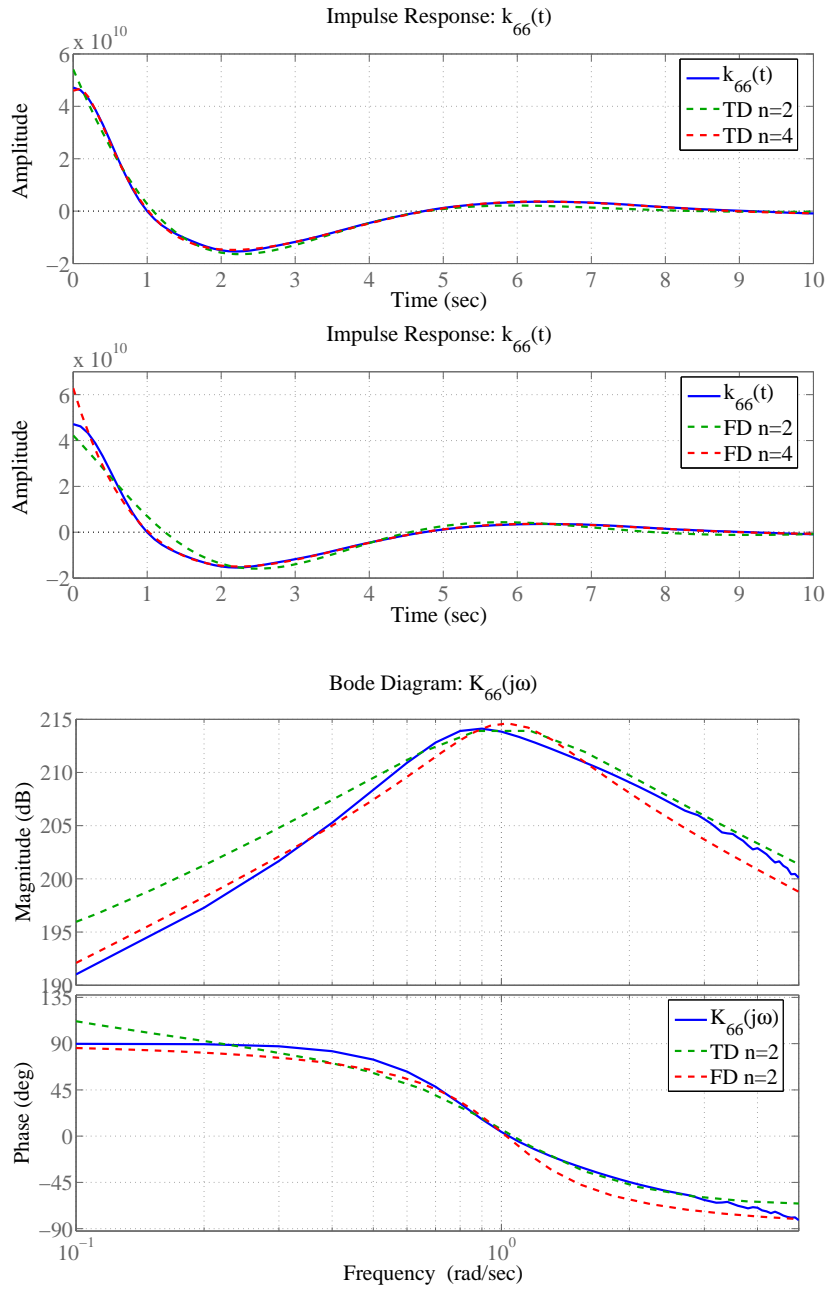 Impulse Response: k66(t)
x 10^10
6
4
2
0
−2
0 1 2 3 4 5 6 7 8 9 10
Time (sec)
Amplitude
k66(t)
TD n=2
TD n=4
Impulse Response: k66(t)
x 10^10
6
4
2
0
−2
0 1 2 3 4 5 6 7 8 9 10
Time (sec)
Amplitude
k66(t)
FD n=2
FD n=4
Bode Diagram: K66(jω)
215
210
205
200
195
190
Magnitude (dB)
135
90
45
0
−45
−90
Phase (deg)
K66(jω)
TD n=2
FD n=2
10^−1 10^0
Frequency (rad/sec)